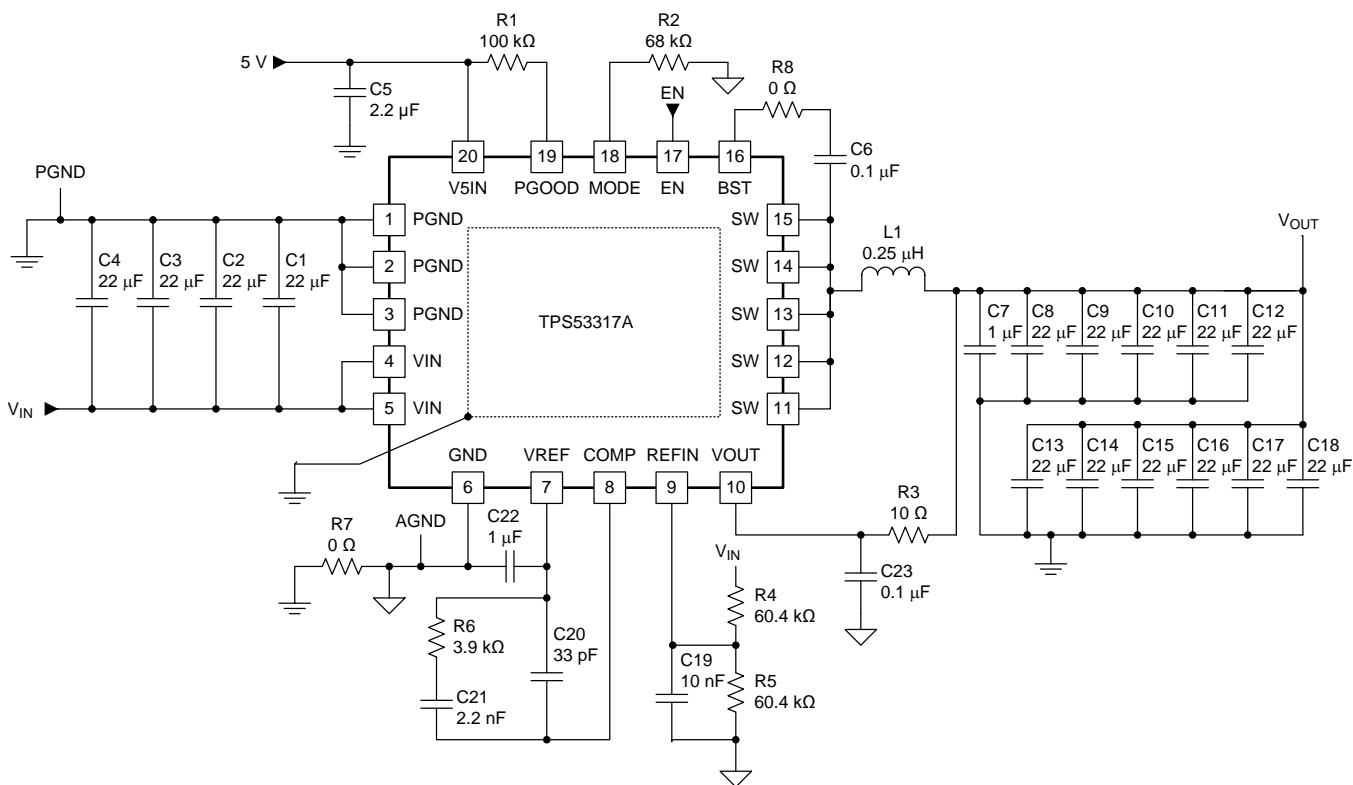 R1
100 kΩ
R2
68 kΩ
5 V
C5
2.2 µF
EN
R8
0 Ω
C6
0.1 µF
20
19
18
17
16
V5IN
PGOOD
MODE
EN
BST
PGND
1
PGND
2
PGND
3
PGND
4
VIN
5
VIN
VIN
C4
22 µF
C3
22 µF
C2
22 µF
C1
22 µF
TPS53317A
SW
15
SW
14
SW
13
SW
12
SW
11
L1
0.25 µH
VOUT
C7
1 µF
C8
22 µF
C9
22 µF
C10
22 µF
C11
22 µF
C12
22 µF
C13
22 µF
C14
22 µF
C15
22 µF
C16
22 µF
C17
22 µF
C18
22 µF
GND
VREF
COMP
REFIN
VOUT
6
7
8
9
10
R7
0 Ω
AGND
C22
1 µF
R3
10 Ω
C23
0.1 µF
VIN
R4
60.4 kΩ
R6
3.9 kΩ
C20
33 pF
C19
10 nF
R5
60.4 kΩ
C21
2.2 nF